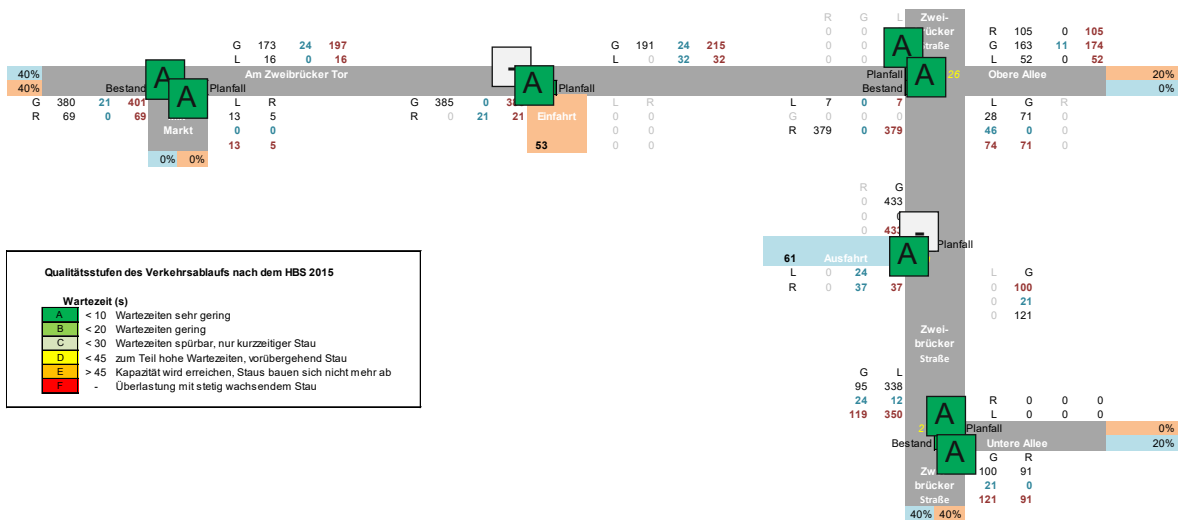 R G L
0 0 0
0 0
0 0
Zwei-
brücker
Straße
R 105 0 105
G 163 11 174
L 52 0 52
G 173 24 197
L 16 0 16
G 191 24 215
L 0 32 32
A
A
-
A
A
A
40%
40%
Am Zweibrücker Tor
Bestand
Planfall
Planfall
Planfall
Bestand
26
Obere Allee
20%
0%
G 380 21 401
R 69 0 69
Markt
L R
13 5
0 0
13 5
0% 0%
G 385 0
R 0 21 21
Einfahrt
53
L R
0 0
0 0
0 0
L 7 0 7
G 0 0 0
R 379 0 379
L G R
28 71 0
46 0 0
74 71 0
R G
0 433
0
0
-
Planfall
A
61 Ausfahrt
L 0 24
R 0 37 37
L G
0 100
0 21
0 121
Zwei-
brücker
Straße
Qualitätsstufen des Verkehrsablaufs nach dem HBS 2015
Wartezeit (s)
A < 10 Wartezeiten sehr gering
B < 20 Wartezeiten gering
C < 30 Wartezeiten spürbar, nur kurzzeitiger Stau
D < 45 zum Teil hohe Wartezeiten, vorübergehend Stau
E > 45 Kapazität wird erreichen, Staus bauen sich nicht mehr ab
F - Überlastung mit stetig wachsendem Stau
G L
95 338
24 12
119 350
A
R 0 0 0
L 0 0 0
Planfall
Bestand
A
Untere Allee
0%
20%
G R
100 91
21 0
121 91
brücker
Straße
40% 40%